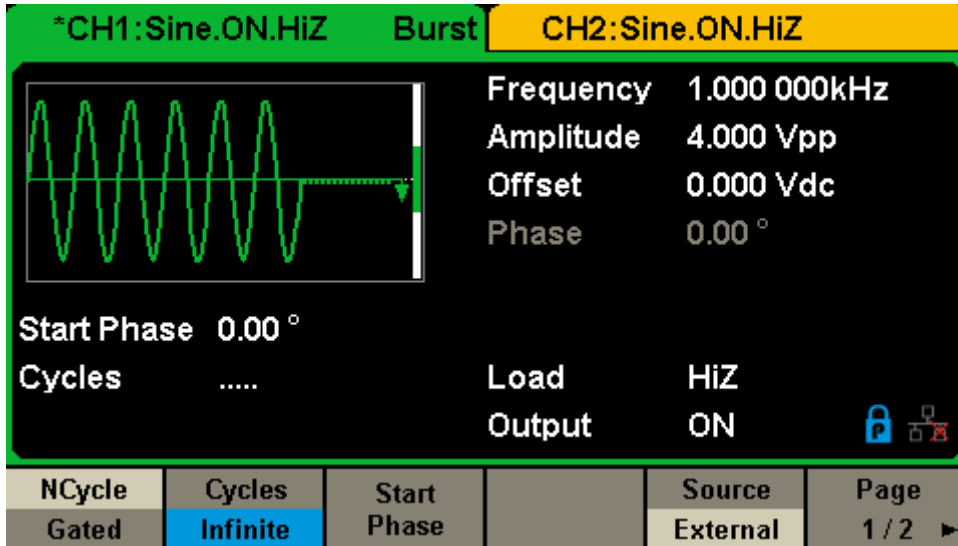 *CH1:Sine.ON.HiZ Burst CH2:Sine.ON.HiZ
Frequency 1.000 000kHz
Amplitude 4.000 Vpp
Offset 0.000 Vdc
Phase 0.00 °
Start Phase 0.00 °
Cycles .....
Load HiZ
Output ON
P
NCycle Cycles Start Source Page
Gated Infinite Phase External 1 / 2 ►